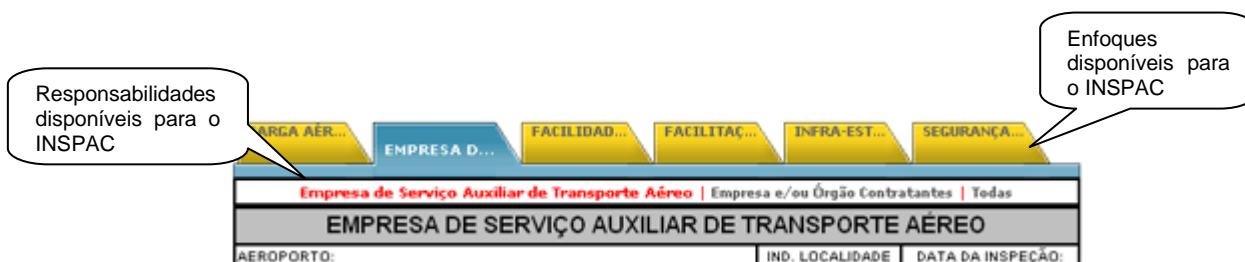 Enfoques
disponíveis para
o INSPAC
Responsabilidades
disponíveis para o
INSPAC
ARGA AÉR...
EMPRESA D...
FACILIDAD...
FACILITAÇ...
INFRA-EST...
SEGURANÇA...
Empresa de Serviço Auxiliar de Transporte Aéreo | Empresa e/ou Órgão Contratantes | Todas
EMPRESA DE SERVIÇO AUXILIAR DE TRANSPORTE AÉREO
AEROPORTO: IND. LOCALIDADE DATA DA INSPEÇÃO: